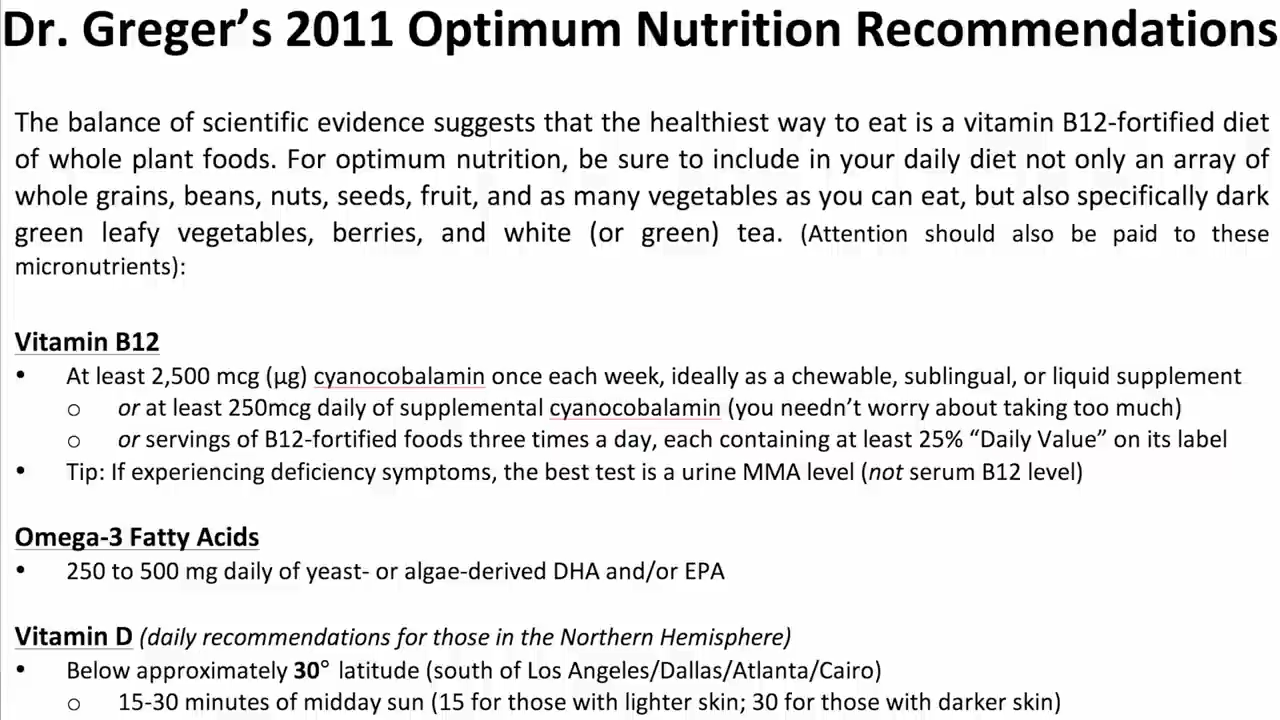 Dr. Greger’s 2011 Optimum Nutrition Recommendations
The balance of scientific evidence suggests that the healthiest way to eat is a vitamin B12-fortified diet
of whole plant foods. For optimum nutrition, be sure to include in your daily diet not only an array of
whole grains, beans, nuts, seeds, fruit, and as many vegetables as you can eat, but also specifically dark
green leafy vegetables, berries, and white (or green) tea. (Attention should also be paid to these
micronutrients):
Vitamin B12
• At least 2,500 mcg (μg) cyanocobalamin once each week, ideally as a chewable, sublingual, or liquid supplement
o or at least 250mcg daily of supplemental cyanocobalamin (you needn’t worry about taking too much)
o or servings of B12-fortified foods three times a day, each containing at least 25% “Daily Value” on its label
• Tip: If experiencing deficiency symptoms, the best test is a urine MMA level (not serum B12 level)
Omega-3 Fatty Acids
• 250 to 500 mg daily of yeast- or algae-derived DHA and/or EPA
Vitamin D (daily recommendations for those in the Northern Hemisphere)
• Below approximately 30° latitude (south of Los Angeles/Dallas/Atlanta/Cairo)
o 15-30 minutes of midday sun (15 for those with lighter skin; 30 for those with darker skin)